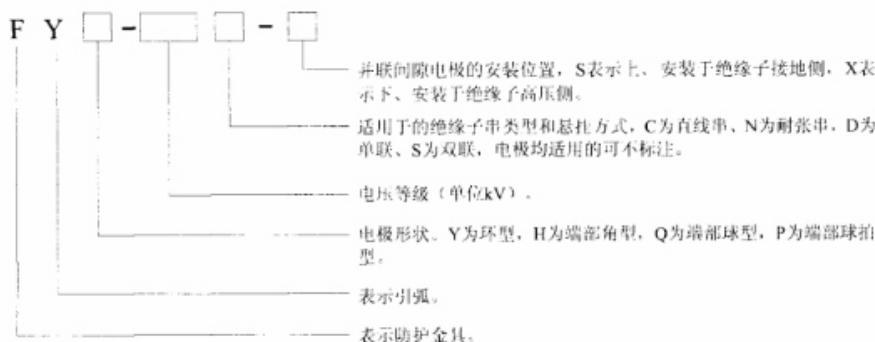 F Y □-□ □-□
并联间隙电极的安装位置，S表示上、安装于绝缘子接地侧，X表
示下、安装于绝缘子高压侧。
适用于的绝缘子串类型和悬挂方式，C为直线串、N为耐张串，D为
单联、S为双联，电极均适用的可不标注。
电压等级（单位kV）。
电极形状。Y为环型，H为端部角型，Q为端部球型，P为端部球拍
型。
表示引弧。
表示防护金具。